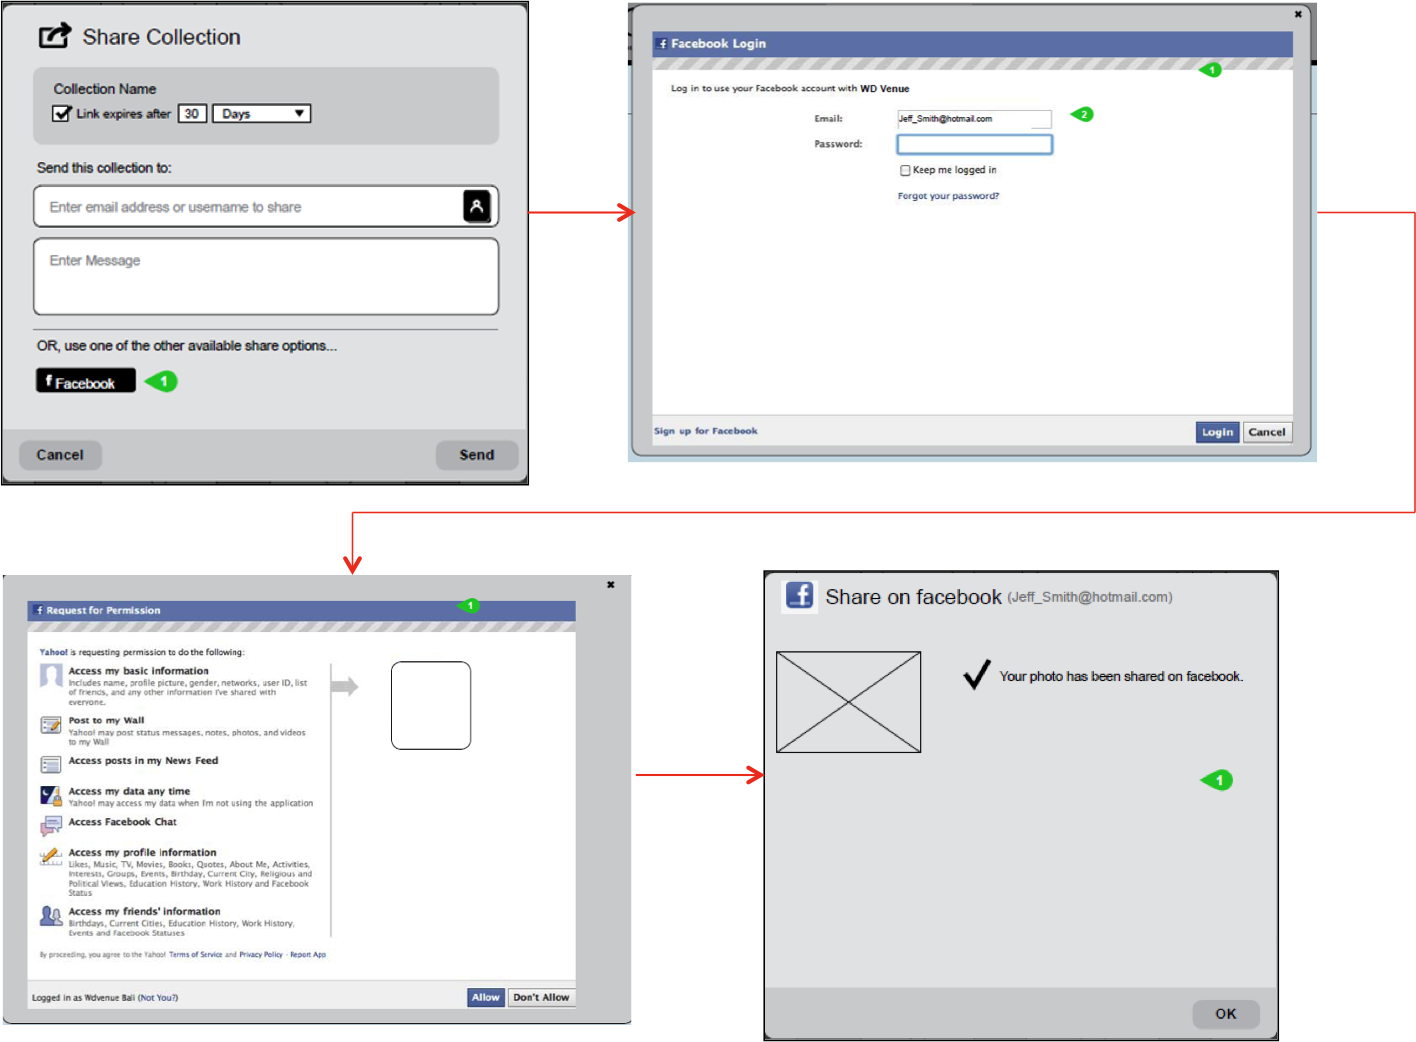 Share Collection
Collection Name
Link expires after 30 Days
Send this collection to:
Enter email address or username to share
Enter Message
OR, use one of the other available share options...
f Facebook 1
Cancel Send
f Facebook Login
1
Log in to use your Facebook account with WD Venue
Email: Jeff_Smith@hotmail.com 2
Password:
Keep me logged in
Forgot your password?
Sign up for Facebook Login Cancel
f Request for Permission 1
Yahoo! is requesting permission to do the following:
Access my basic information
Includes name, profile picture, gender, networks, user ID, list
of friends, and any other information I've shared with
everyone.
Post to my Wall
Yahoo! may post status messages, notes, photos, and videos
to my Wall
Access posts in my News Feed
Access my data any time
Yahoo! may access my data when I'm not using the application
Access Facebook Chat
Access my profile information
Likes, Music, TV, Movies, Books, Quotes, About Me, Activities,
Interests, Groups, Events, Birthday, Current City, Religious and
Political Views, Education History, Work History and Facebook
Status
Access my friends' information
Birthdays, Current Cities, Education History, Work History,
Events and Facebook Statuses
By proceeding, you agree to the Yahoo! Terms of Service and Privacy Policy · Report App
Logged in as Wdvenue Bali (Not You?) Allow Don't Allow
f Share on facebook (Jeff_Smith@hotmail.com)
Your photo has been shared on facebook.
1
OK